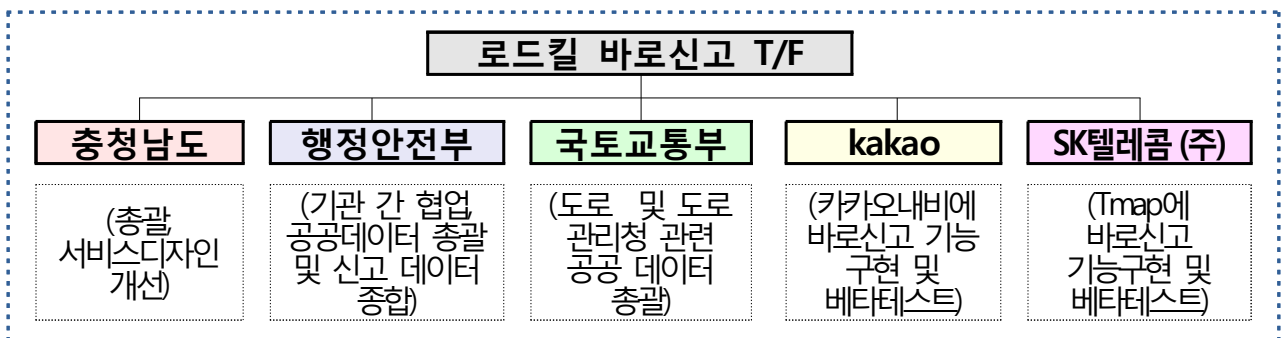 로드킬 바로신고 T/F
충청남도
행정안전부
국토교통부
kakao
SK텔레콤(주)
(총괄,
서비스디자인
개선)
(기관 간 협업,
공공데이터 총괄
및 신고 데이터
종합)
(도로 및 도로
관리청 관련
공공 데이터
총괄)
(카카오내비에
바로신고 기능
구현 및
베타테스트)
(Tmap에
바로신고
기능구현 및
베타테스트)